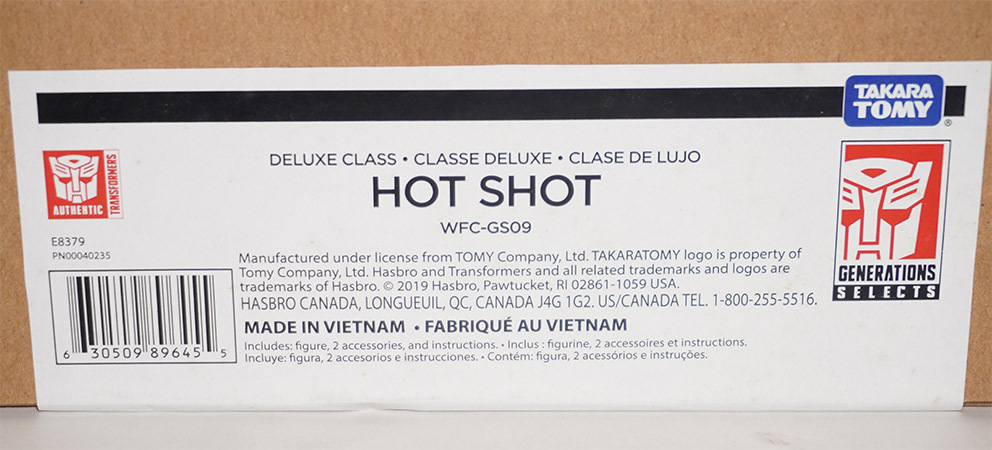 TAKARA
TOMY
®
DELUXE CLASS • CLASSE DELUXE • CLASE DE LUJO
HOT SHOT
WFC-GS09
AUTHENTIC
TRANSFORMERS
E8379
PN00040235
Manufactured under license from TOMY Company, Ltd. TAKARATOMY logo is property of
Tomy Company, Ltd. Hasbro and Transformers and all related trademarks and logos are
trademarks of Hasbro. © 2019 Hasbro, Pawtucket, RI 02861-1059 USA.
HASBRO CANADA, LONGUEUIL, QC, CANADA J4G 1G2. US/CANADA TEL. 1-800-255-5516.
GENERATIONS
SELECTS
MADE IN VIETNAM • FABRIQUÉ AU VIETNAM
Includes: figure, 2 accessories, and instructions. • Inclus : figurine, 2 accessoires et instructions.
Incluye: figura, 2 accesorios e instrucciones. • Contém: figura, 2 acessórios e instruções.
6 30509 89645 5